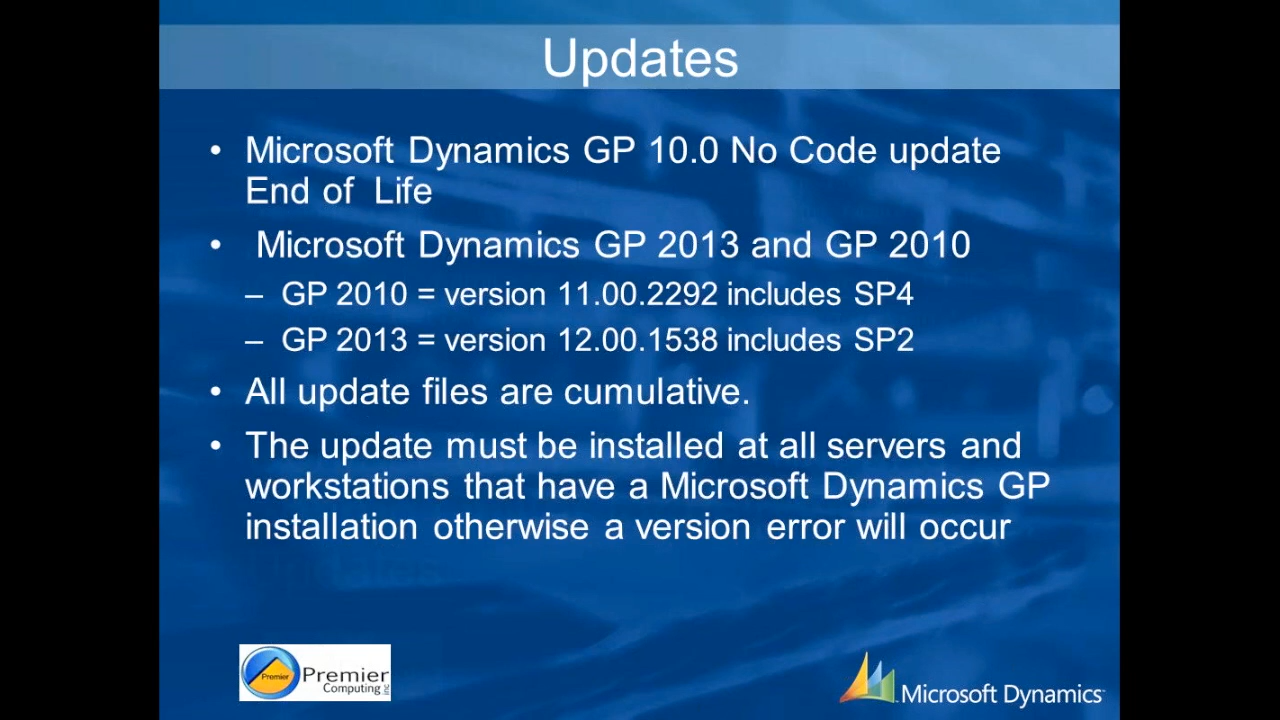 Updates
• Microsoft Dynamics GP 10.0 No Code update
End of Life
• Microsoft Dynamics GP 2013 and GP 2010
– GP 2010 = version 11.00.2292 includes SP4
– GP 2013 = version 12.00.1538 includes SP2
• All update files are cumulative.
• The update must be installed at all servers and
workstations that have a Microsoft Dynamics GP
installation otherwise a version error will occur
Premier
Premier
Computing inc
Microsoft Dynamics